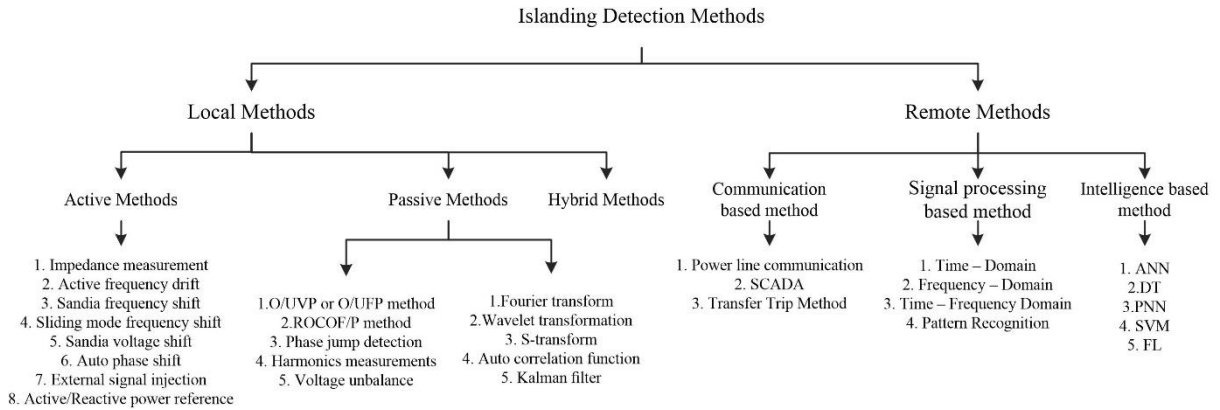 Islanding Detection Methods
Local Methods
Remote Methods
Active Methods
Passive Methods
Hybrid Methods
Communication
based method
Signal processing
based method
Intelligence based
method
1. Impedance measurement
2. Active frequency drift
3. Sandia frequency shift
4. Sliding mode frequency shift
5. Sandia voltage shift
6. Auto phase shift
7. External signal injection
8. Active/Reactive power reference
1.O/UVP or O/UFP method
2.ROCOF/P method
3. Phase jump detection
4. Harmonics measurements
5. Voltage unbalance
1.Fourier transform
2.Wavelet transformation
3. S-transform
4. Auto correlation function
5. Kalman filter
1. Power line communication
2. SCADA
3. Transfer Trip Method
1. Time – Domain
2. Frequency – Domain
3. Time – Frequency Domain
4. Pattern Recognition
1. ANN
2.DT
3.PNN
4. SVM
5. FL